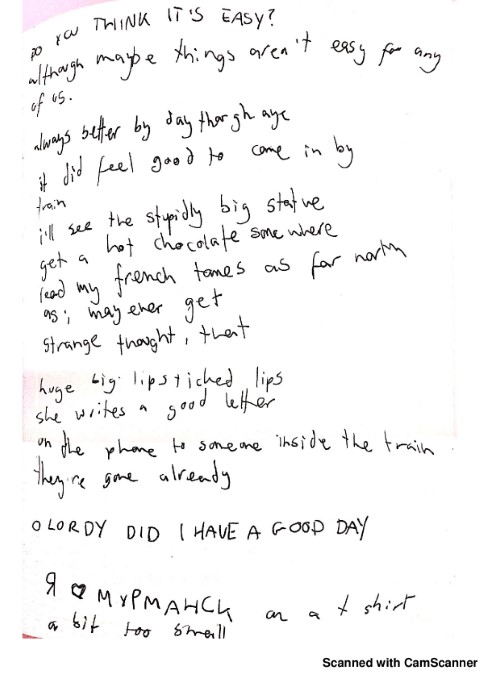 DO YOU THINK IT'S EASY?
although maybe things aren't easy for any
of us.
always better by day though aye
it did feel good to come in by
train
i'll see the stupidly big statue
get a hot chocolate somewhere
read my french tomes as far north
as i may ever get
strange thought, that
huge big lipsticked lips
she writes a good letter
on the phone to someone inside the train
they're gone already
O LORDY DID I HAVE A GOOD DAY
Я ♥ МУРМАНСК on a t shirt
a bit too small
Scanned with CamScanner